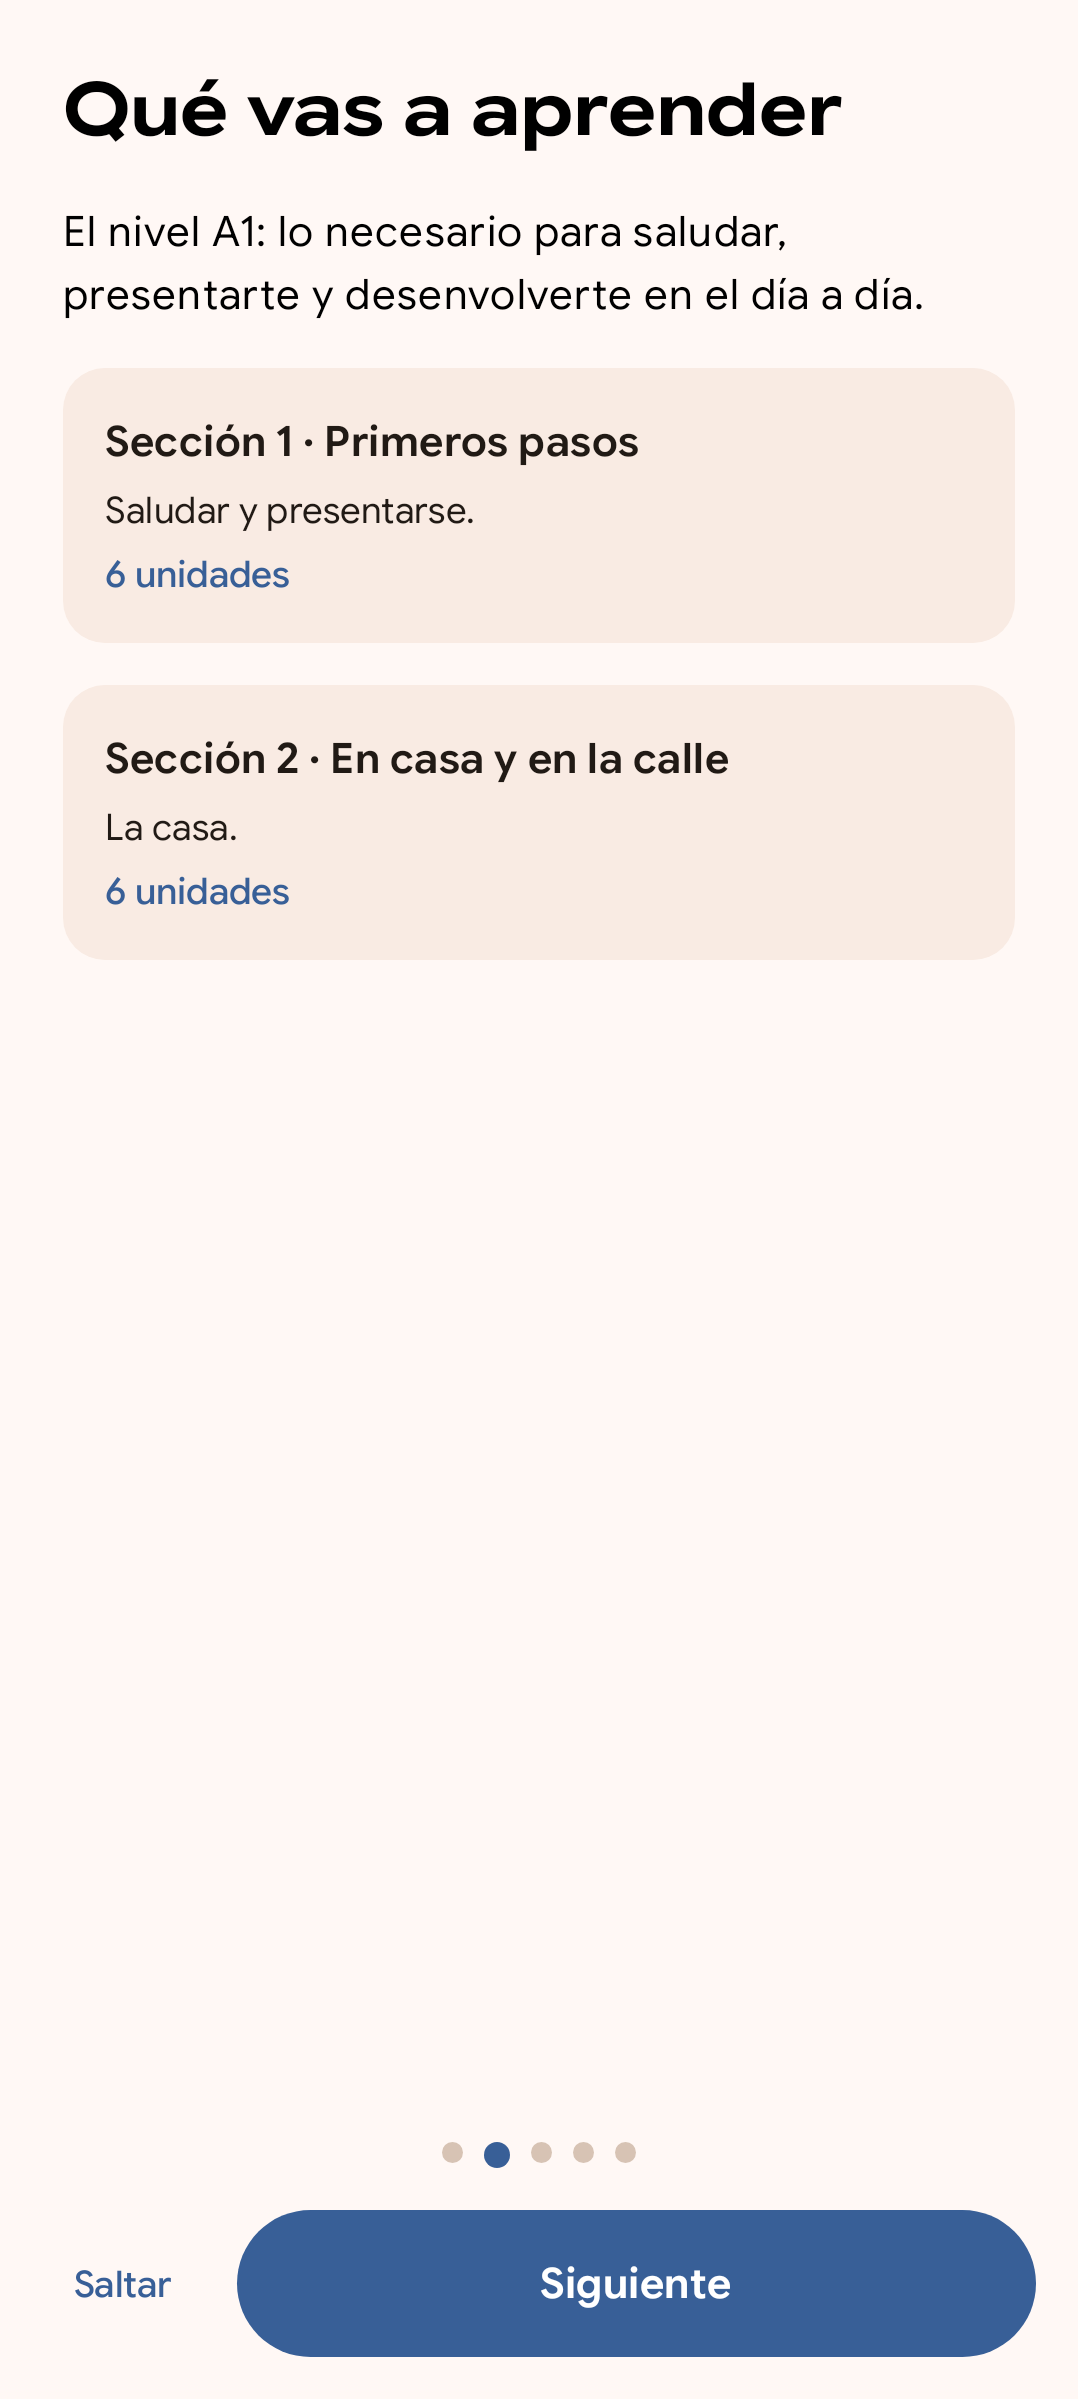 Qué vas a aprender
El nivel A1: lo necesario para saludar,
presentarte y desenvolverte en el día a día.
Sección 1 · Primeros pasos
Saludar y presentarse.
6 unidades
Sección 2 · En casa y en la calle
La casa.
6 unidades
Saltar
Siguiente